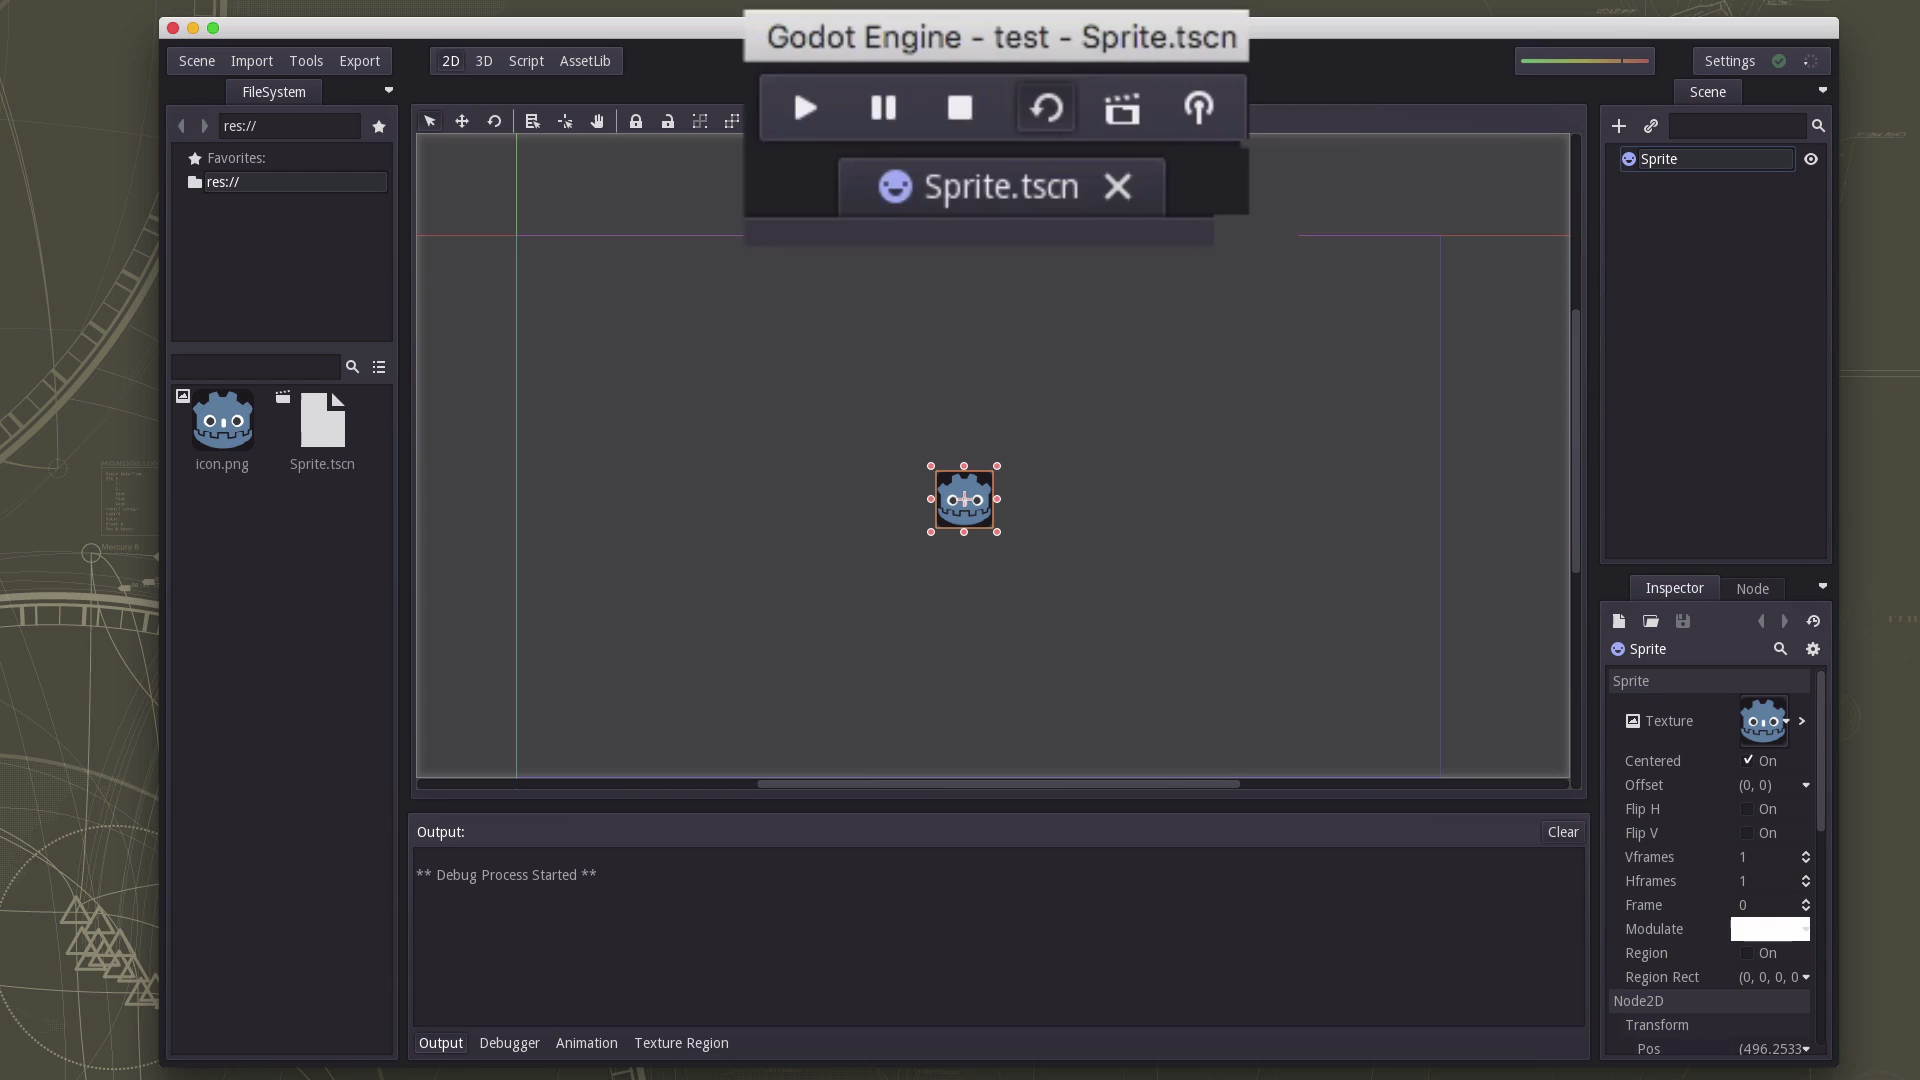 Godot Engine - test - Sprite.tscn
Scene Import Tools Export
2D 3D Script AssetLib
Settings
FileSystem
Scene
res://
Favorites:
res://
Sprite.tscn
Sprite
icon.png
Sprite.tscn
Inspector Node
Sprite
Sprite
Texture
Centered On
Offset (0, 0)
Flip H On
Flip V On
Vframes 1
Hframes 1
Frame 0
Modulate
Region On
Region Rect (0, 0, 0, 0
Node2D
Transform
Pos (496.2533
Output:
Clear
** Debug Process Started **
Output Debugger Animation Texture Region